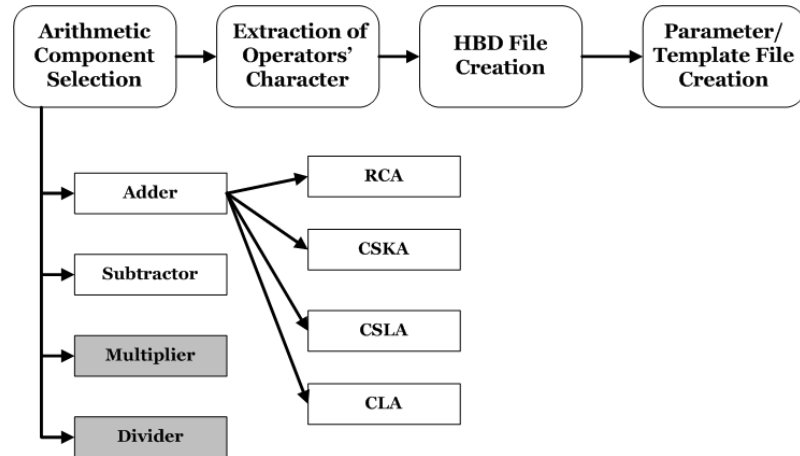 Arithmetic
Component
Selection
Extraction of
Operators'
Character
HBD File
Creation
Parameter/
Template File
Creation
Adder
Subtractor
Multiplier
Divider
RCA
CSKA
CSLA
CLA